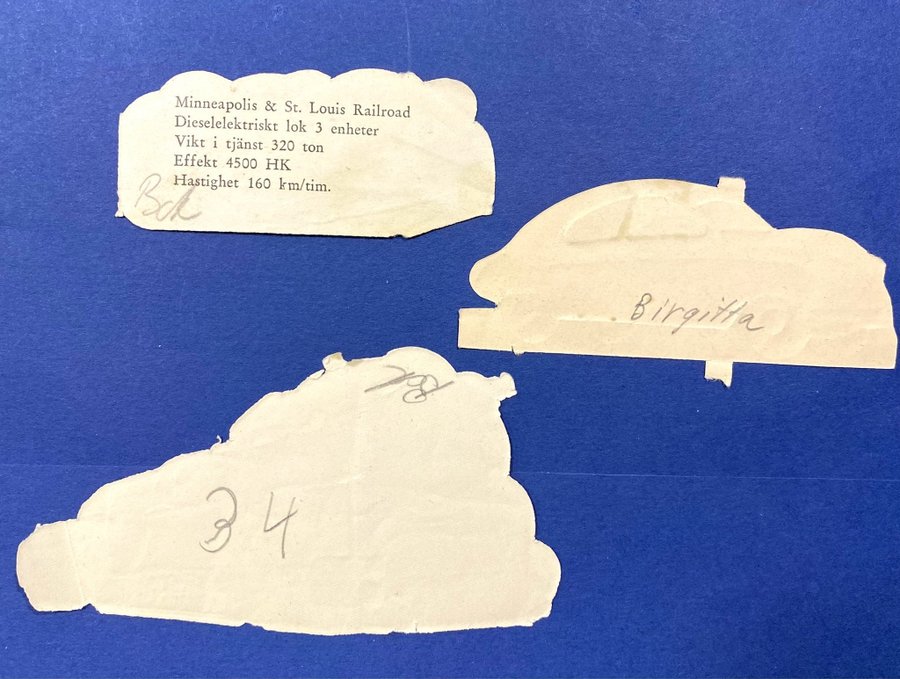 Minneapolis & St. Louis Railroad
Dieselelektriskt lok 3 enheter
Vikt i tjänst 320 ton
Effekt 4500 HK
Hastighet 160 km/tim.
Birgitta
34